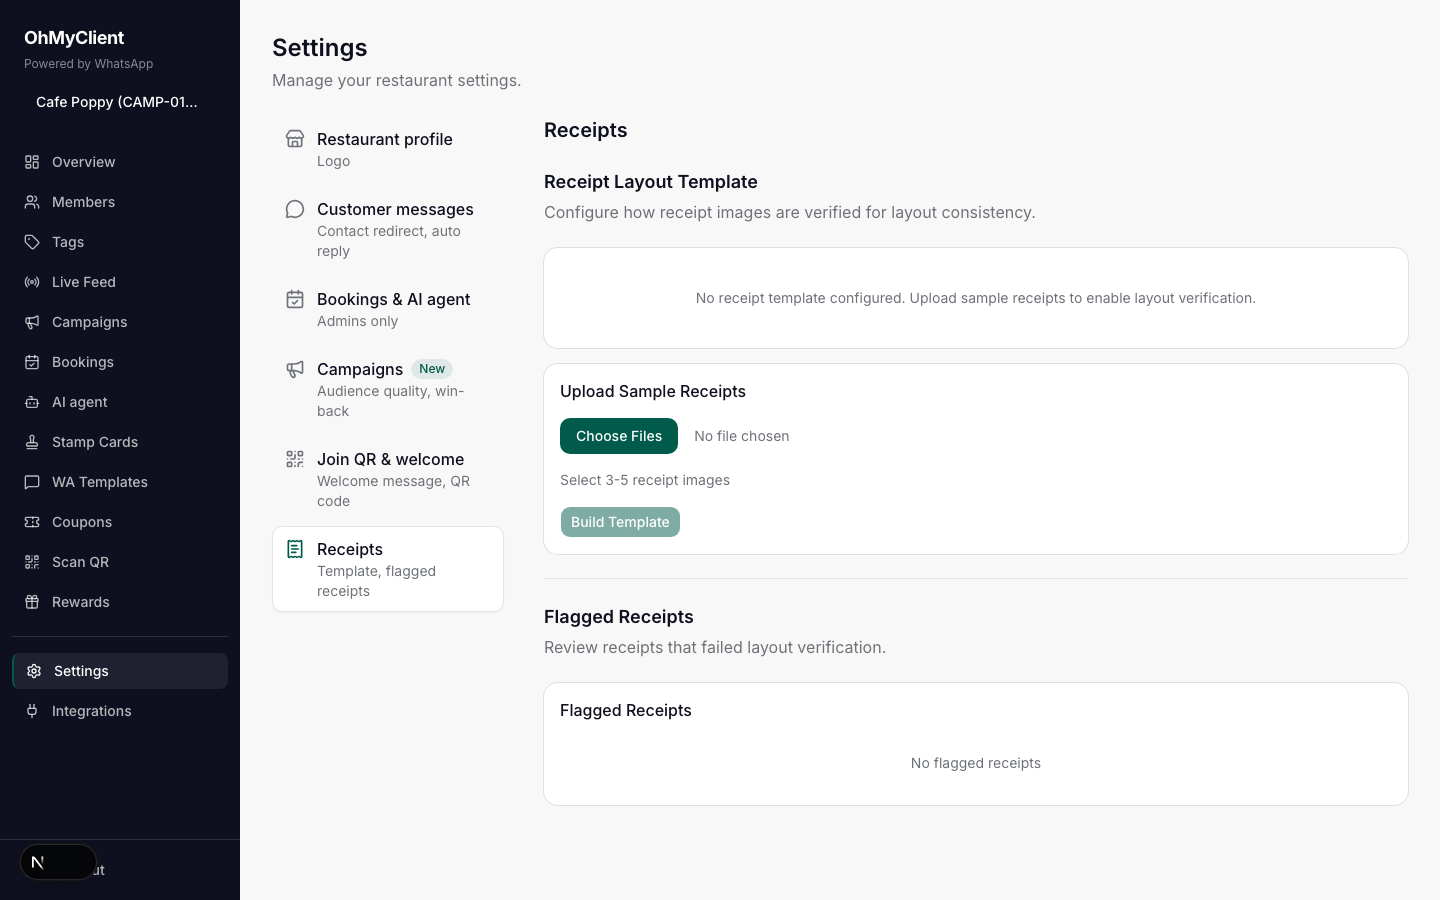 OhMyClient
Powered by WhatsApp
Cafe Poppy (CAMP-01...
Overview
Members
Tags
Live Feed
Campaigns
Bookings
AI agent
Stamp Cards
WA Templates
Coupons
Scan QR
Rewards
Settings
Integrations
Settings
Manage your restaurant settings.
Restaurant profile
Logo
Customer messages
Contact redirect, auto
reply
Bookings & AI agent
Admins only
Campaigns New
Audience quality, win-
back
Join QR & welcome
Welcome message, QR
code
Receipts
Template, flagged
receipts
Receipts
Receipt Layout Template
Configure how receipt images are verified for layout consistency.
No receipt template configured. Upload sample receipts to enable layout verification.
Upload Sample Receipts
Choose Files No file chosen
Select 3-5 receipt images
Build Template
Flagged Receipts
Review receipts that failed layout verification.
Flagged Receipts
No flagged receipts